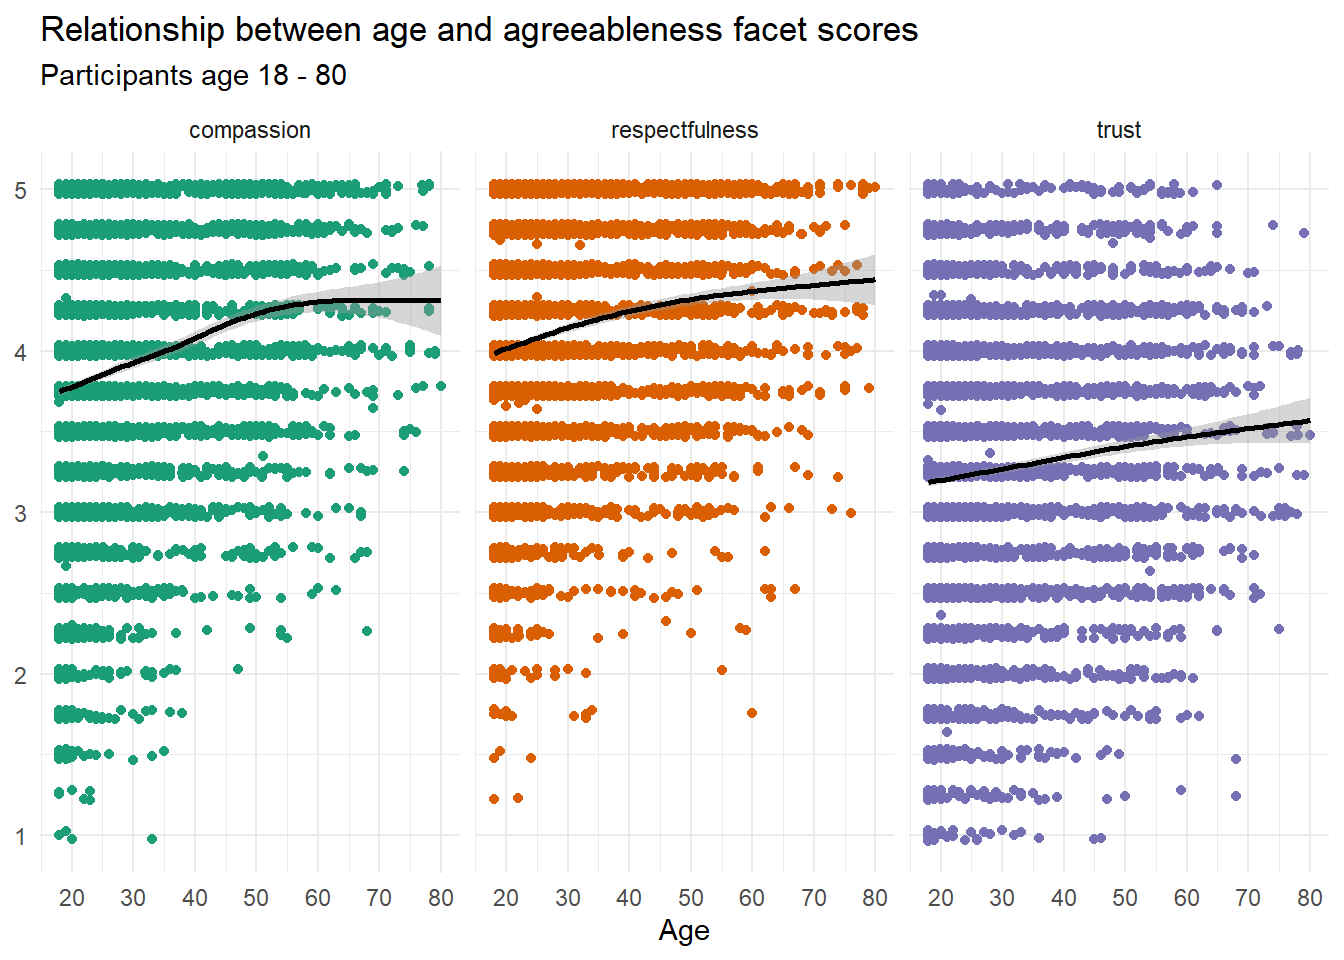 Relationship between age and agreeableness facet scores
Participants age 18 - 80
compassion respectfulness trust
5
4
3
2
1
20 30 40 50 60 70 80 20 30 40 50 60 70 80 20 30 40 50 60 70 80
Age